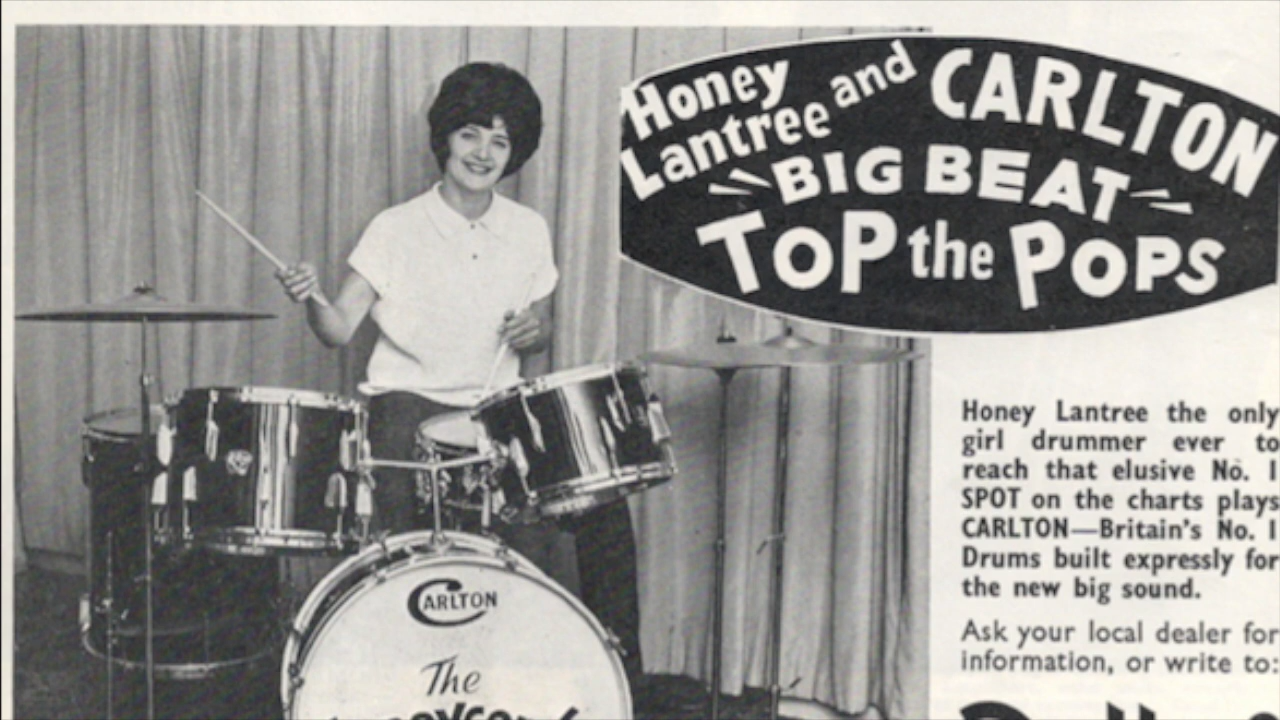 Honey
Lantree and CARLTON
BIG BEAT
TOP the POPS
Honey Lantree the only
girl drummer ever to
reach that elusive No. 1
SPOT on the charts plays
CARLTON—Britain's No. 1
Drums built expressly for
the new big sound.
Ask your local dealer for
information, or write to:
CARLTON
The